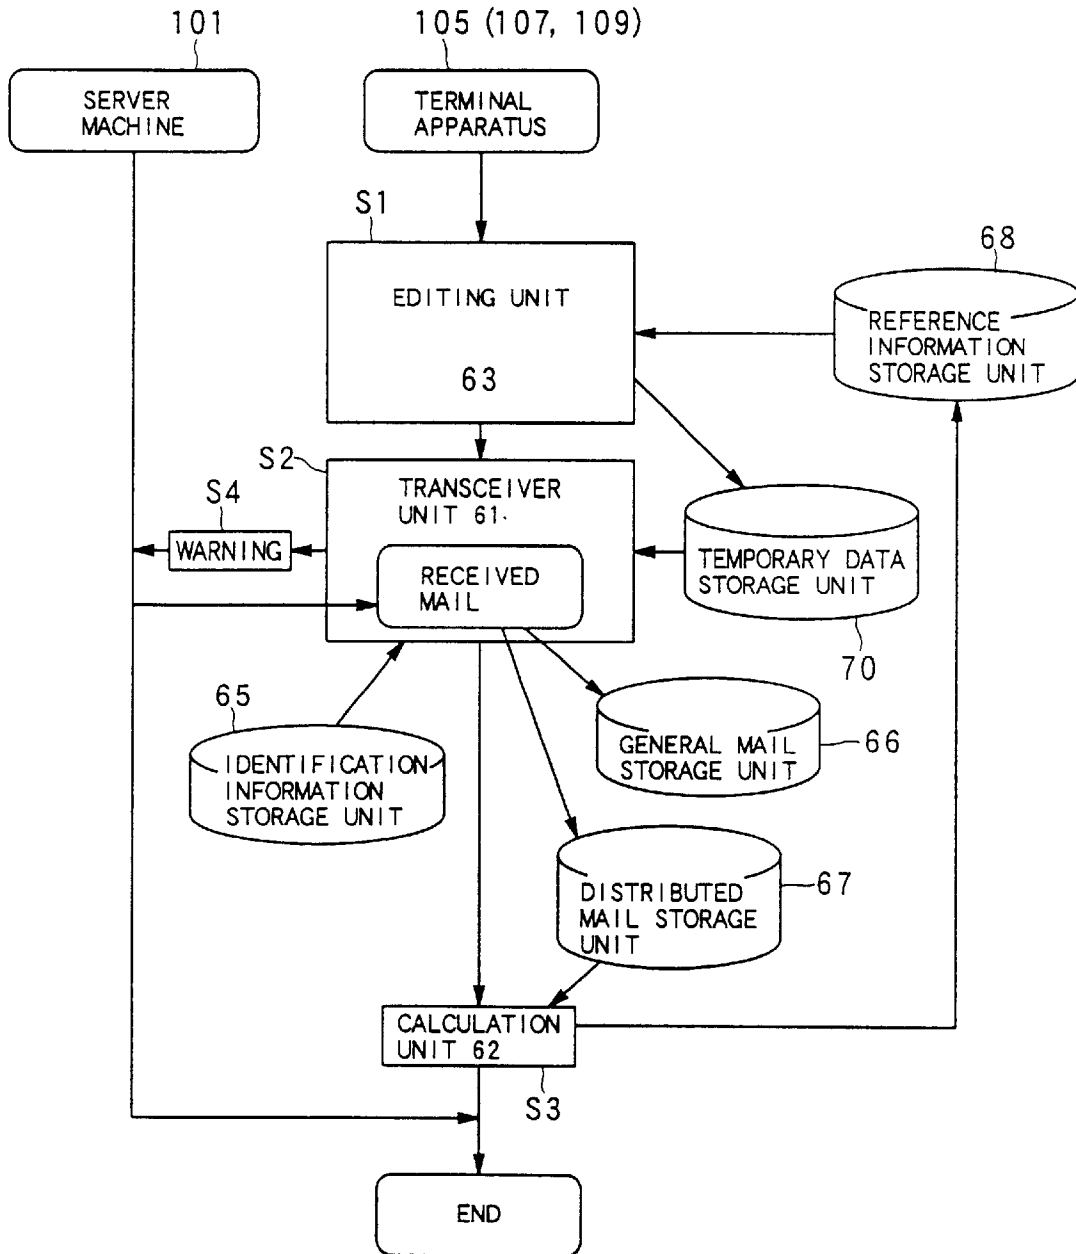 101
105 (107, 109)
SERVER
MACHINE
TERMINAL
APPARATUS
S1
68
EDITING UNIT
63
REFERENCE
INFORMATION
STORAGE UNIT
S2
TRANSCEIVER
UNIT 61
S4
WARNING
RECEIVED
MAIL
TEMPORARY DATA
STORAGE UNIT
70
65
IDENTIFICATION
INFORMATION
STORAGE UNIT
GENERAL MAIL
STORAGE UNIT
66
DISTRIBUTED
MAIL STORAGE
UNIT
67
CALCULATION
UNIT 62
S3
END